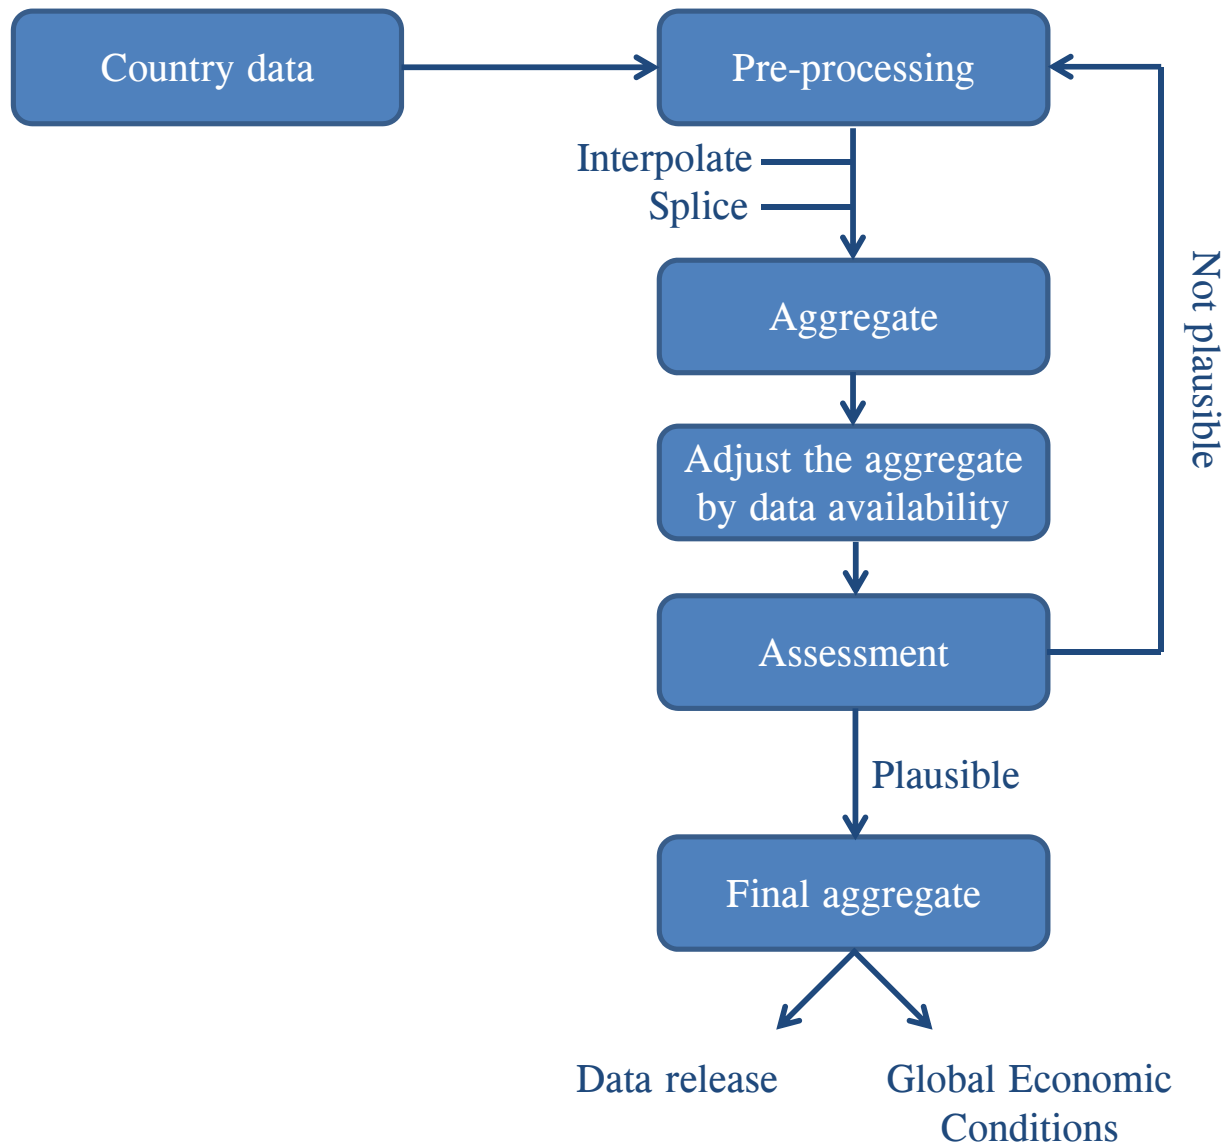 Country data
Pre-processing
Interpolate
Splice
Aggregate
Not plausible
Adjust the aggregate
by data availability
Assessment
Plausible
Final aggregate
Data release
Global Economic
Conditions